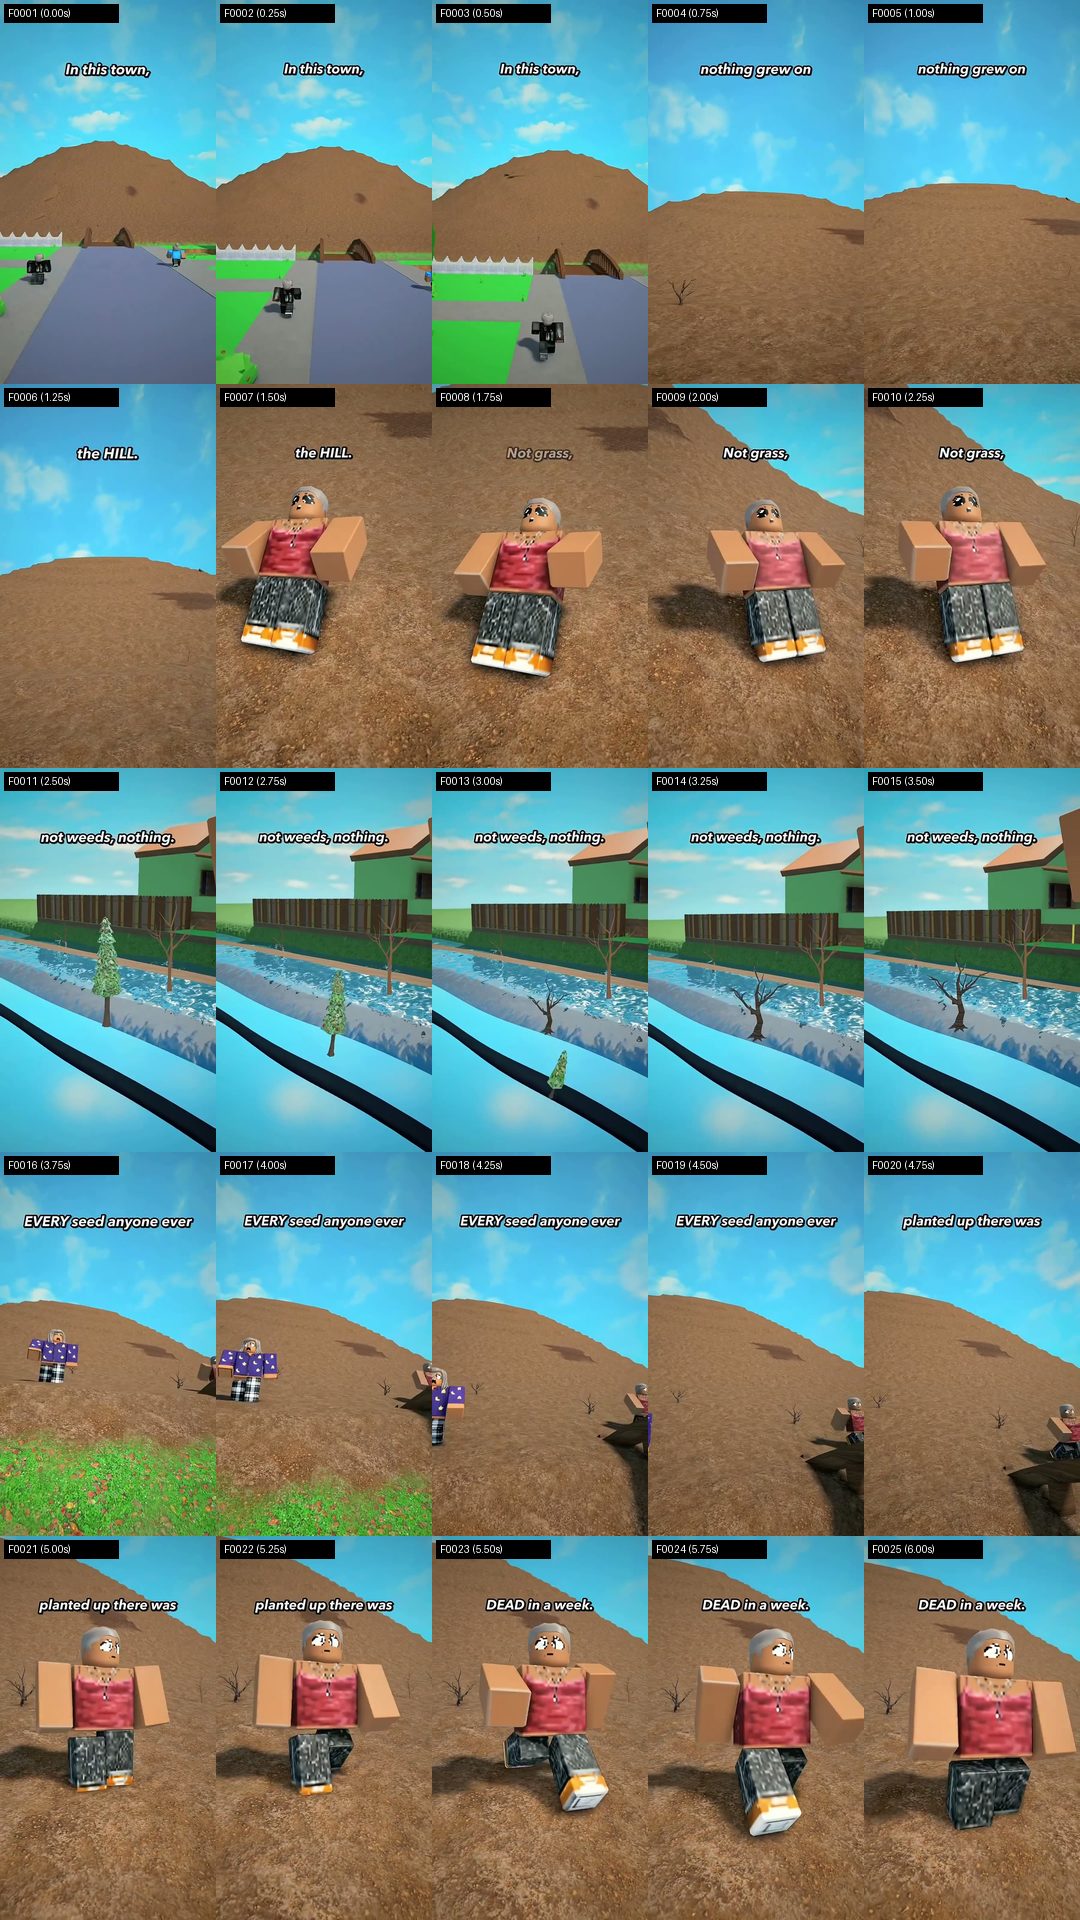 F0001 (0.00s)
In this town,
F0002 (0.25s)
In this town,
F0003 (0.50s)
In this town,
F0004 (0.75s)
nothing grew on
F0005 (1.00s)
nothing grew on
F0006 (1.25s)
the HILL.
F0007 (1.50s)
the HILL.
F0008 (1.75s)
Not grass,
F0009 (2.00s)
Not grass,
F0010 (2.25s)
Not grass,
F0011 (2.50s)
not weeds, nothing.
F0012 (2.75s)
not weeds, nothing.
F0013 (3.00s)
not weeds, nothing.
F0014 (3.25s)
not weeds, nothing.
F0015 (3.50s)
not weeds, nothing.
F0016 (3.75s)
EVERY seed anyone ever
F0017 (4.00s)
EVERY seed anyone ever
F0018 (4.25s)
EVERY seed anyone ever
F0019 (4.50s)
EVERY seed anyone ever
F0020 (4.75s)
planted up there was
F0021 (5.00s)
planted up there was
F0022 (5.25s)
planted up there was
F0023 (5.50s)
DEAD in a week.
F0024 (5.75s)
DEAD in a week.
F0025 (6.00s)
DEAD in a week.